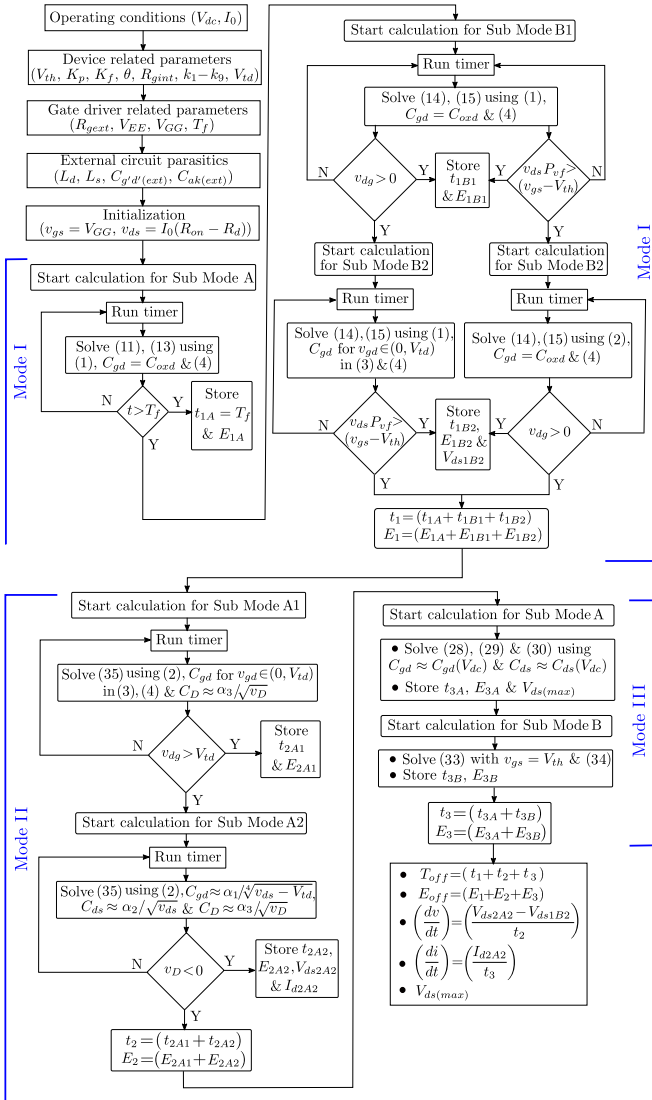 Operating conditions (V_dc, I_0)
Device related parameters
(V_th, K_p, K_f, θ, R_gint, k_1−k_9, V_td)
Gate driver related parameters
(R_gext, V_EE, V_GG, T_f)
External circuit parasitics
(L_d, L_s, C_g'd'(ext), C_ak(ext))
Initialization
(v_gs = V_GG, v_ds = I_0(R_on − R_d))
Mode I
Start calculation for Sub Mode A
Run timer
Solve (11), (13) using
(1), C_gd = C_oxd & (4)
t>T_f
N
Y
Y
Store
t_1A = T_f
& E_1A
Start calculation for Sub Mode B1
Run timer
Solve (14), (15) using (1),
C_gd = C_oxd & (4)
N
v_dg>0
Y
Y
Store
t_1B1
& E_1B1
Y
v_ds P_vf>
(v_gs−V_th)
N
Y
Mode I
Start calculation
for Sub Mode B2
Run timer
Solve (14),(15) using (1),
C_gd for v_gd∈(0, V_td)
in (3) &(4)
N
v_ds P_vf>
(v_gs−V_th)
Y
Y
Store
t_1B2,
E_1B2 &
V_ds1B2
Start calculation
for Sub Mode B2
Run timer
Solve (14),(15) using (2),
C_gd = C_oxd & (4)
Y
v_dg>0
N
Y
t_1=(t_1A+ t_1B1+ t_1B2)
E_1=(E_1A+E_1B1+E_1B2)
Mode II
Start calculation for Sub Mode A1
Run timer
Solve (35) using (2), C_gd for v_gd∈(0, V_td)
in (3), (4) & C_D ≈ α_3/√v_D
N
v_dg>V_td
Y
Y
Store
t_2A1
& E_2A1
Start calculation for Sub Mode A2
Run timer
Solve (35) using (2), C_gd≈ α_1/∜(v_ds − V_td),
C_ds≈ α_2/√v_ds & C_D≈ α_3/√v_D
N
v_D<0
Y
Y
Store t_2A2,
E_2A2, V_ds2A2
& I_d2A2
t_2=(t_2A1+ t_2A2)
E_2=(E_2A1+E_2A2)
Mode III
Start calculation for Sub Mode A
• Solve (28), (29) & (30) using
C_gd ≈ C_gd(V_dc) & C_ds ≈ C_ds(V_dc)
• Store t_3A, E_3A & V_ds(max)
Start calculation for Sub Mode B
• Solve (33) with v_gs = V_th & (34)
• Store t_3B, E_3B
t_3=(t_3A+t_3B)
E_3=(E_3A+E_3B)
• T_off=(t_1+ t_2+ t_3)
• E_off=(E_1+E_2+E_3)
• (dv/dt)=((V_ds2A2−V_ds1B2)/t_2)
• (di/dt)=(I_d2A2/t_3)
• V_ds(max)